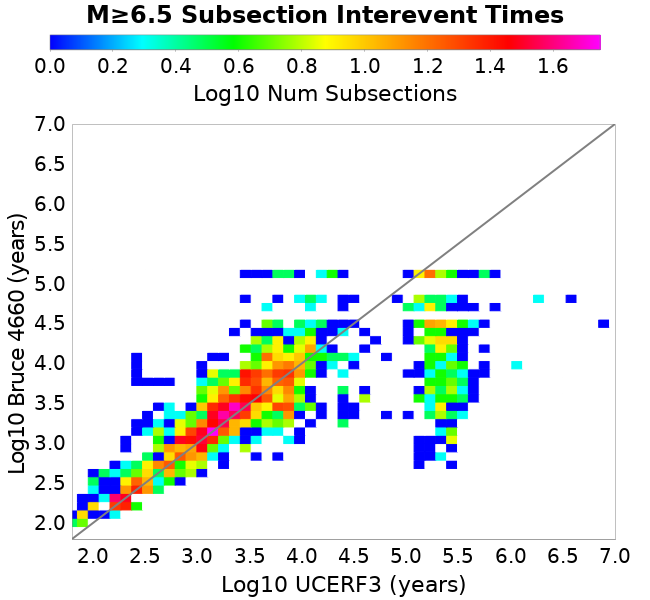 M≥6.5 Subsection Interevent Times
0.0 0.2 0.4 0.6 0.8 1.0 1.2 1.4 1.6
Log10 Num Subsections
7.0
6.5
6.0
5.5
5.0
4.5
4.0
3.5
3.0
2.5
2.0
Log10 Bruce 4660 (years)
2.0 2.5 3.0 3.5 4.0 4.5 5.0 5.5 6.0 6.5 7.0
Log10 UCERF3 (years)